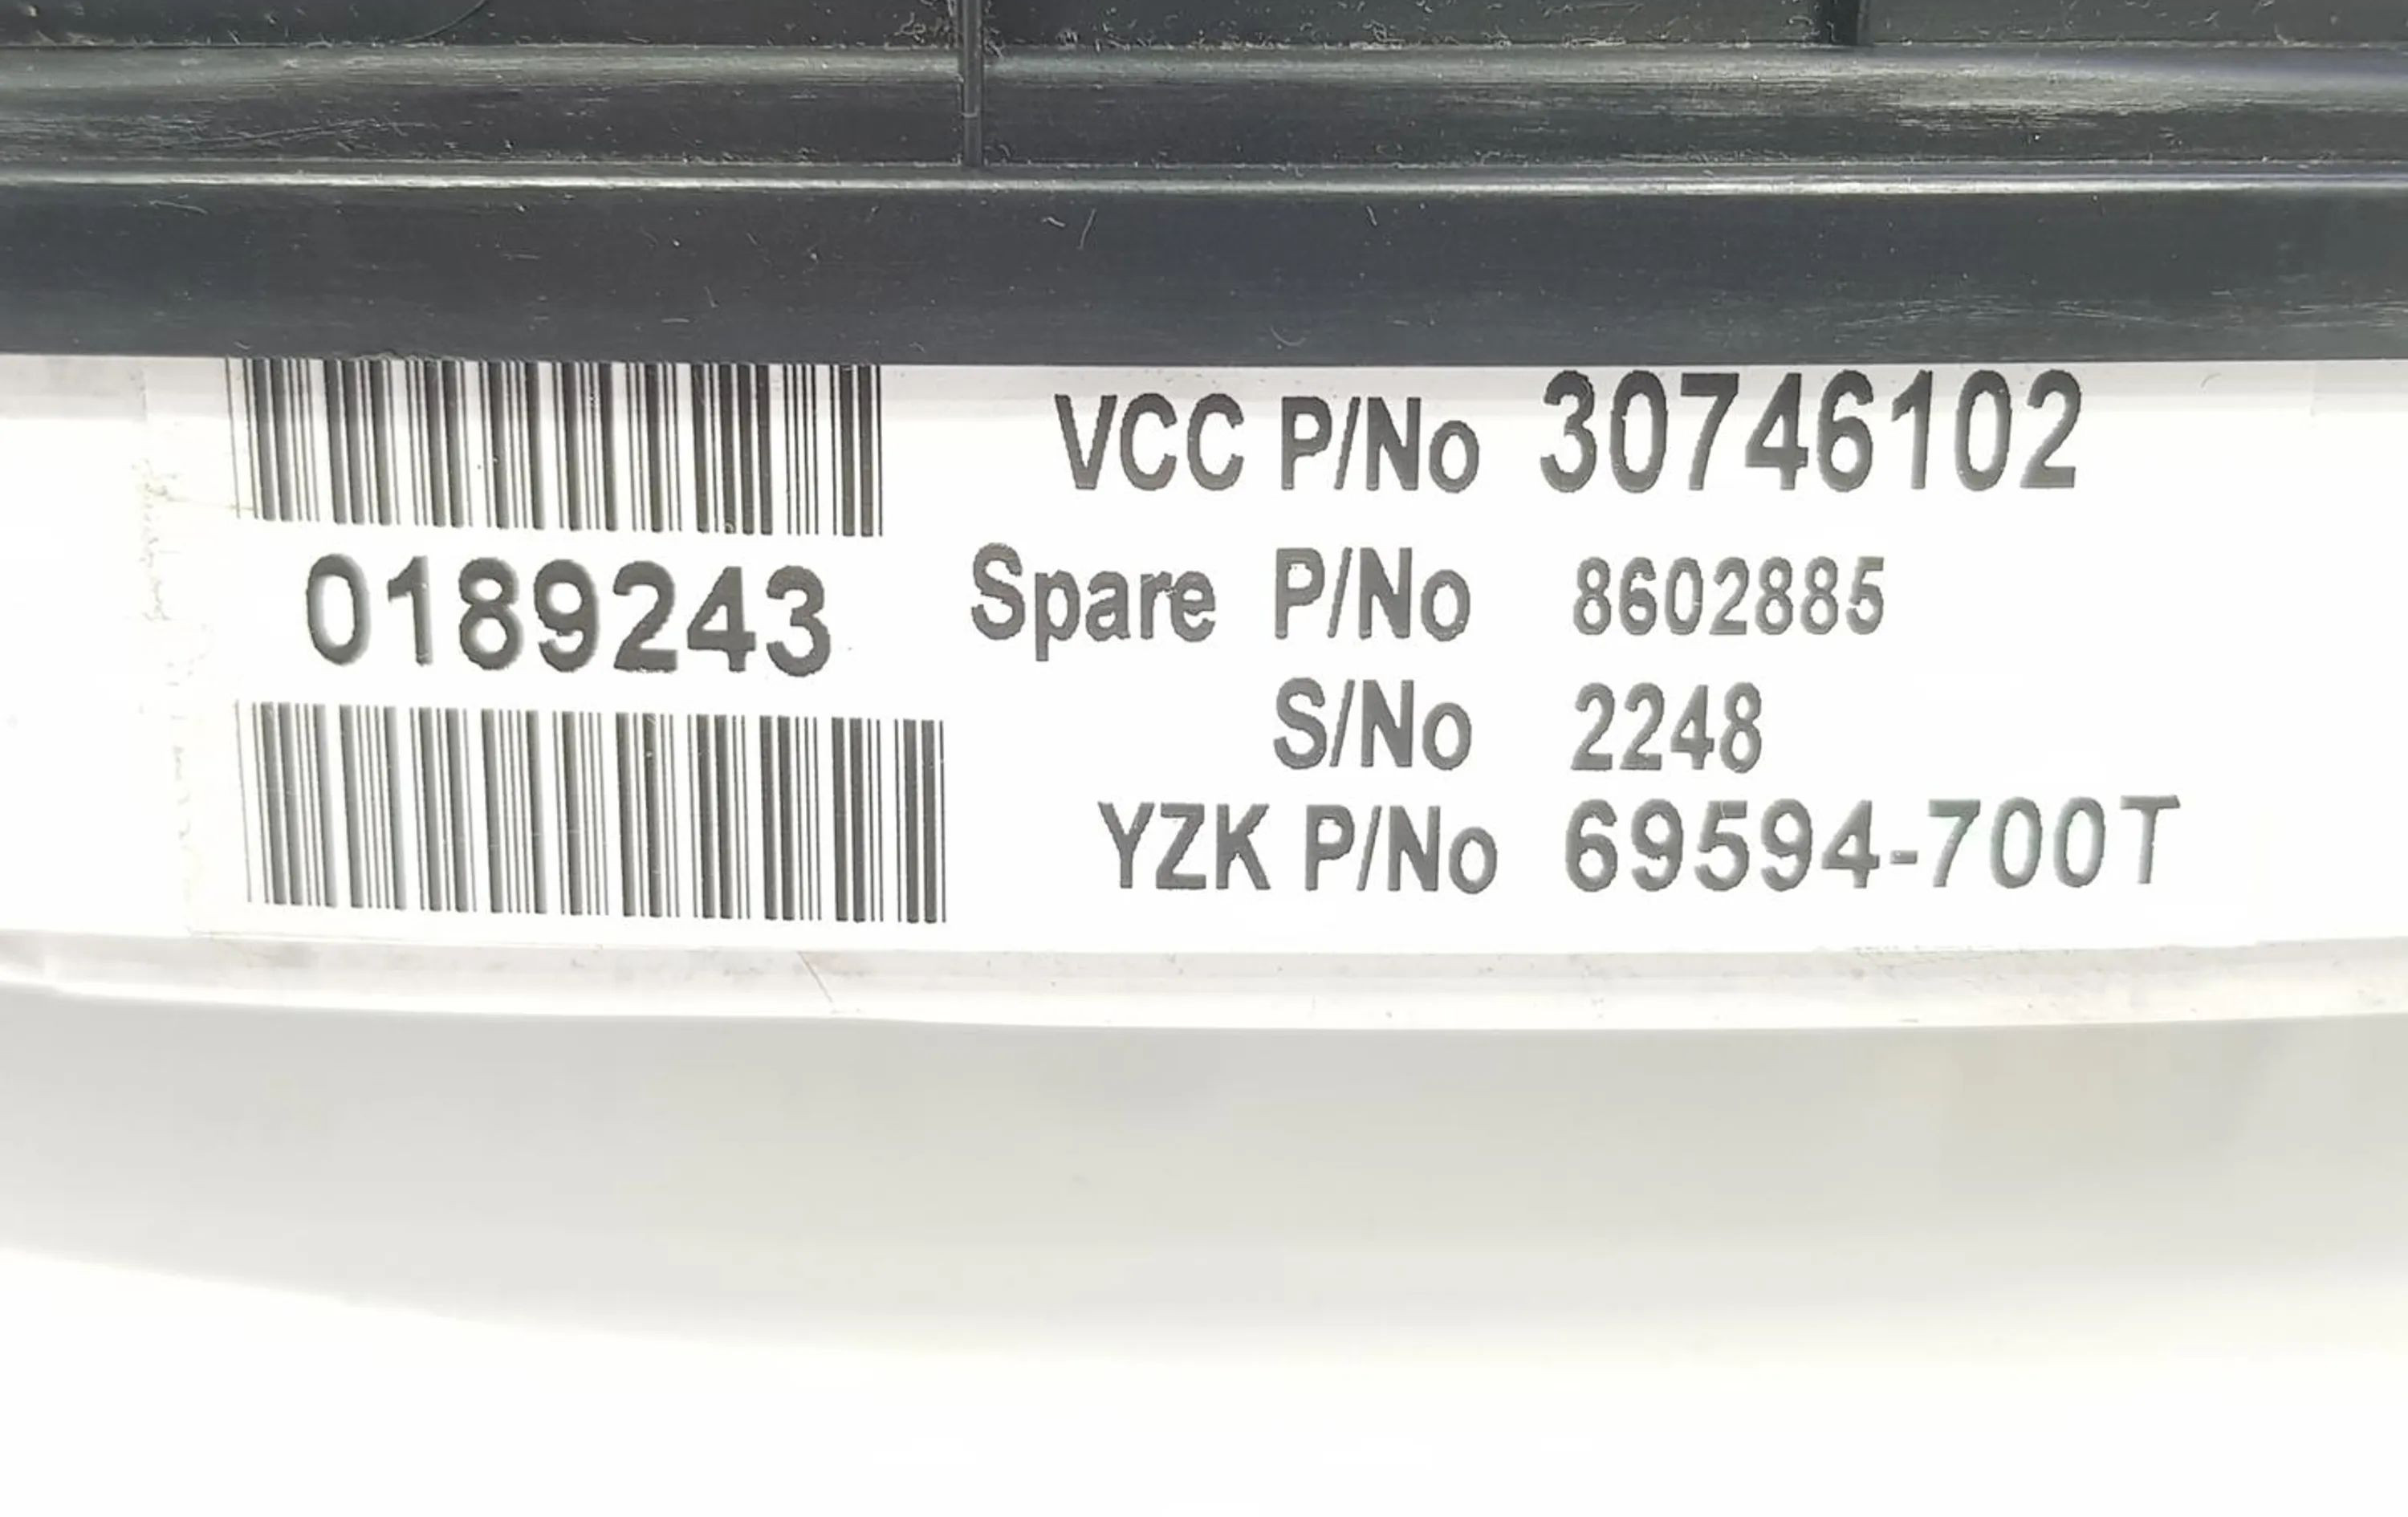 0189243
VCC P/No 30746102
Spare P/No 8602885
S/No 2248
YZK P/No 69594-700T